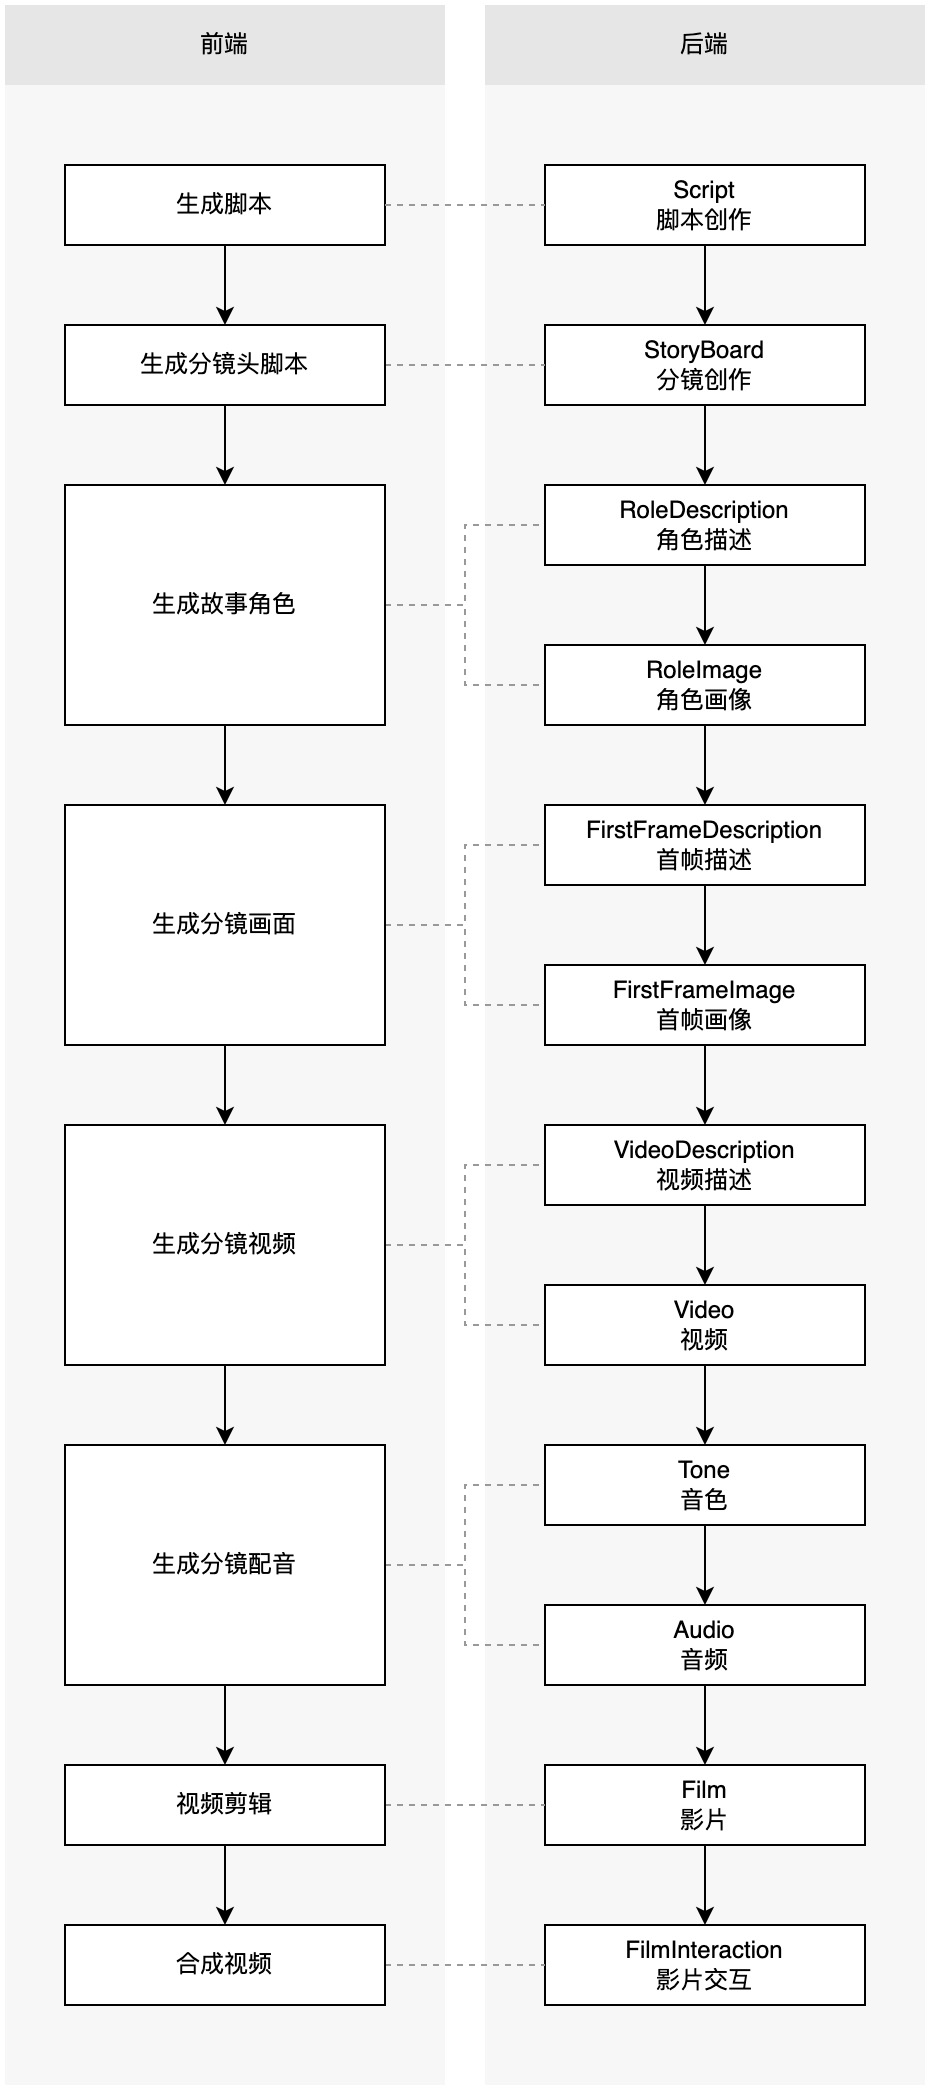 前端
后端
生成脚本
Script
脚本创作
生成分镜头脚本
StoryBoard
分镜创作
生成故事角色
RoleDescription
角色描述
RoleImage
角色画像
生成分镜画面
FirstFrameDescription
首帧描述
FirstFrameImage
首帧画像
生成分镜视频
VideoDescription
视频描述
Video
视频
生成分镜配音
Tone
音色
Audio
音频
视频剪辑
Film
影片
合成视频
FilmInteraction
影片交互